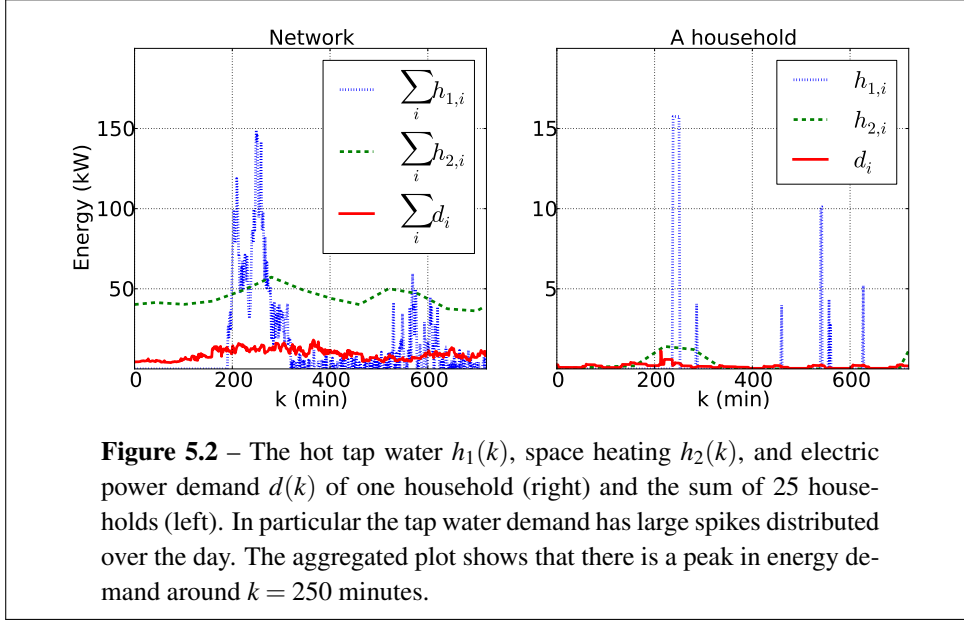 Network
A household
∑ᵢ h₁,ᵢ
∑ᵢ h₂,ᵢ
∑ᵢ dᵢ
h₁,ᵢ
h₂,ᵢ
dᵢ
Energy (kW)
150
100
50
15
10
5
0 200 400 600
0 200 400 600
k (min)
k (min)
Figure 5.2 – The hot tap water h₁(k), space heating h₂(k), and electric
power demand d(k) of one household (right) and the sum of 25 house-
holds (left). In particular the tap water demand has large spikes distributed
over the day. The aggregated plot shows that there is a peak in energy de-
mand around k = 250 minutes.